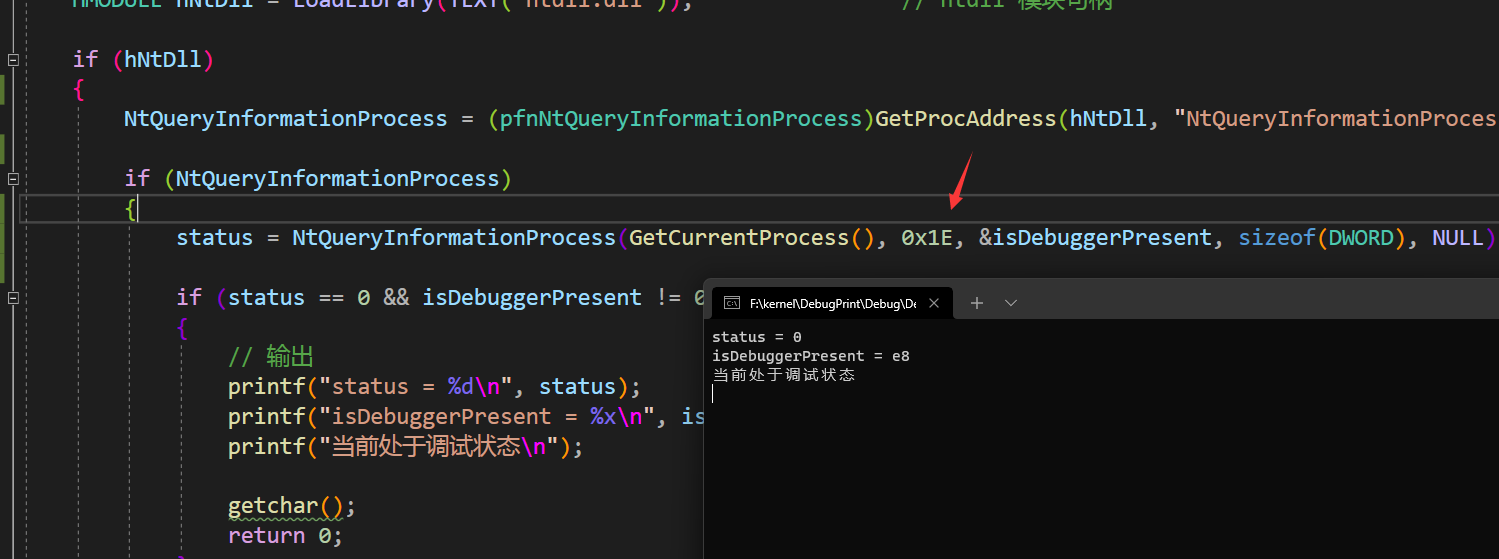 HMODULE hNtDll = LoadLibrary(TEXT("ntdll.dll")); // ntdll 模块句柄
if (hNtDll)
{
NtQueryInformationProcess = (pfnNtQueryInformationProcess)GetProcAddress(hNtDll, "NtQueryInformationProces
if (NtQueryInformationProcess)
{
status = NtQueryInformationProcess(GetCurrentProcess(), 0x1E, &isDebuggerPresent, sizeof(DWORD), NULL)
if (status == 0 && isDebuggerPresent != 0
{
// 输出
printf("status = %d\n", status);
printf("isDebuggerPresent = %x\n", is
printf("当前处于调试状态\n");
getchar();
return 0;
F:\kernel\DebugPrint\Debug\De
status = 0
isDebuggerPresent = e8
当前处于调试状态